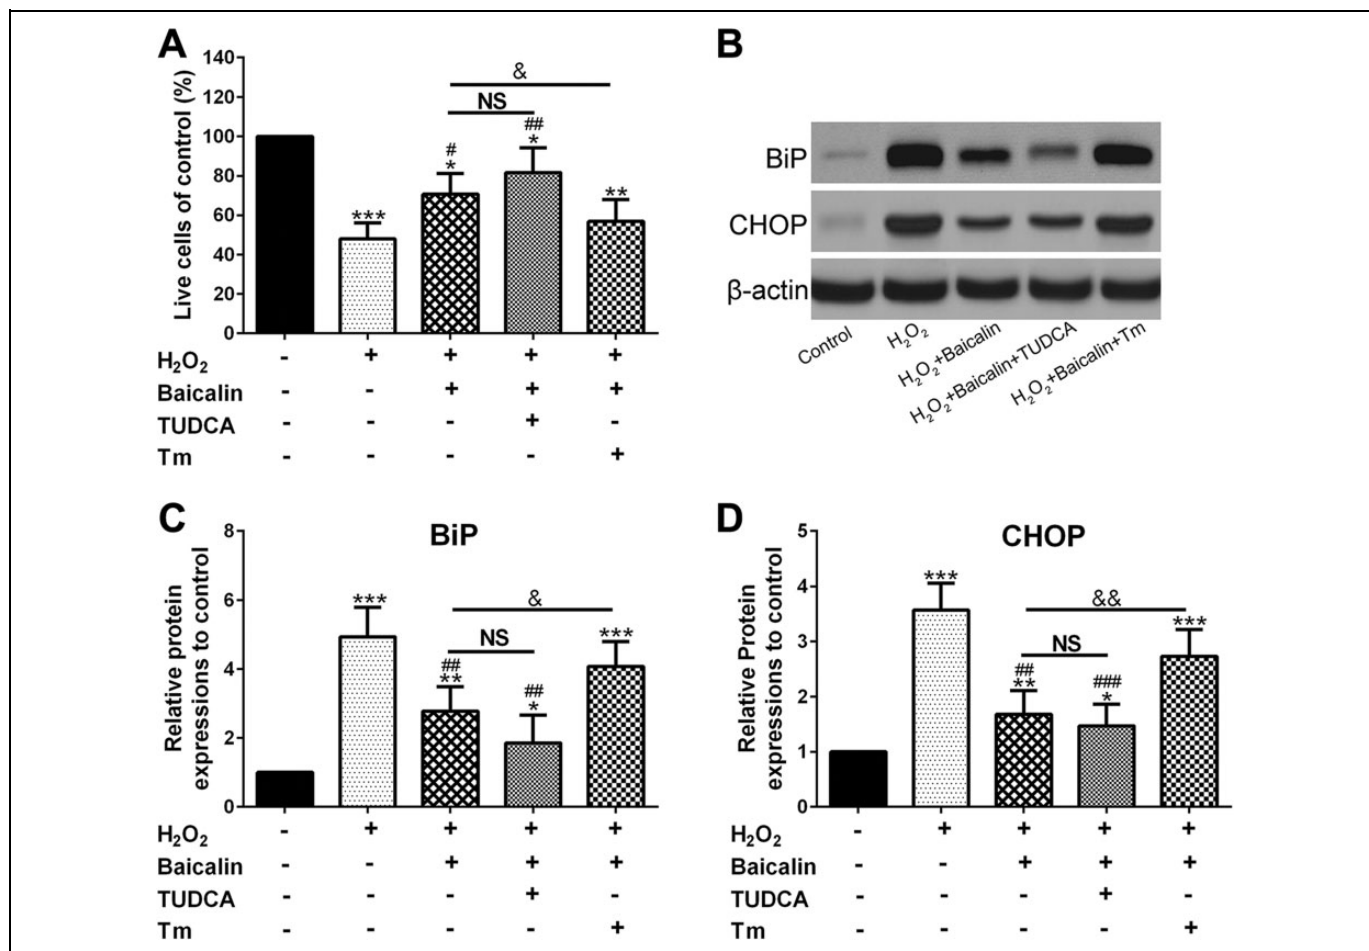 A
Live cells of control (%)
140
120
100
80
60
40
20
0
***
#
*
##
*
**
NS
&
H₂O₂ - + + + +
Baicalin - - + + +
TUDCA - - - + -
Tm - - - - +
B
BiP
CHOP
β-actin
Control
H₂O₂
H₂O₂+Baicalin
H₂O₂+Baicalin+TUDCA
H₂O₂+Baicalin+Tm
C
BiP
Relative protein
expressions to control
8
6
4
2
0
***
##
**
##
*
***
NS
&
H₂O₂ - + + + +
Baicalin - - + + +
TUDCA - - - + -
Tm - - - - +
D
CHOP
Relative Protein
expressions to control
5
4
3
2
1
0
***
##
**
###
*
***
NS
&&
H₂O₂ - + + + +
Baicalin - - + + +
TUDCA - - - + -
Tm - - - - +